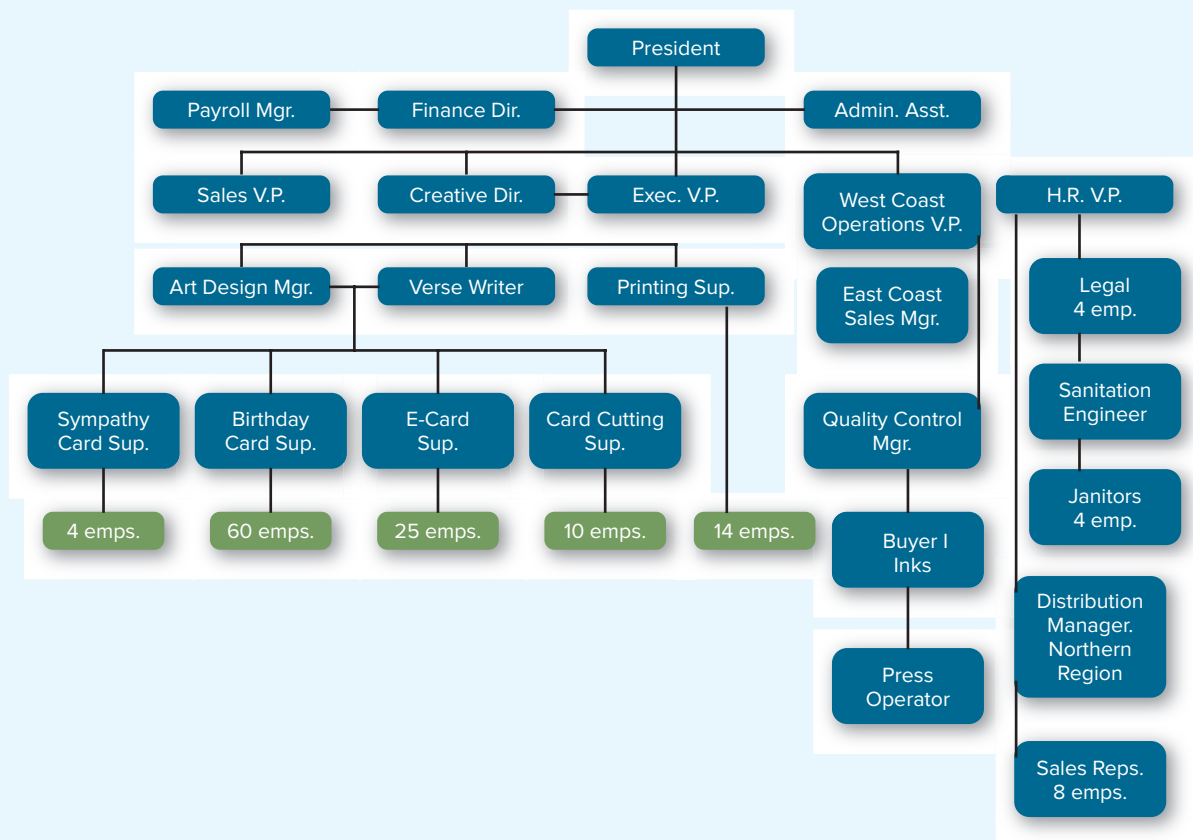 President
Payroll Mgr.
Finance Dir.
Admin. Asst.
Sales V.P.
Creative Dir.
Exec. V.P.
West Coast
Operations V.P.
H.R. V.P.
Art Design Mgr.
Verse Writer
Printing Sup.
East Coast
Sales Mgr.
Legal
4 emp.
Sympathy
Card Sup.
Birthday
Card Sup.
E-Card
Sup.
Card Cutting
Sup.
Quality Control
Mgr.
Sanitation
Engineer
4 emps.
60 emps.
25 emps.
10 emps.
14 emps.
Buyer I
Inks
Janitors
4 emp.
Distribution
Manager.
Northern
Region
Press
Operator
Sales Reps.
8 emps.